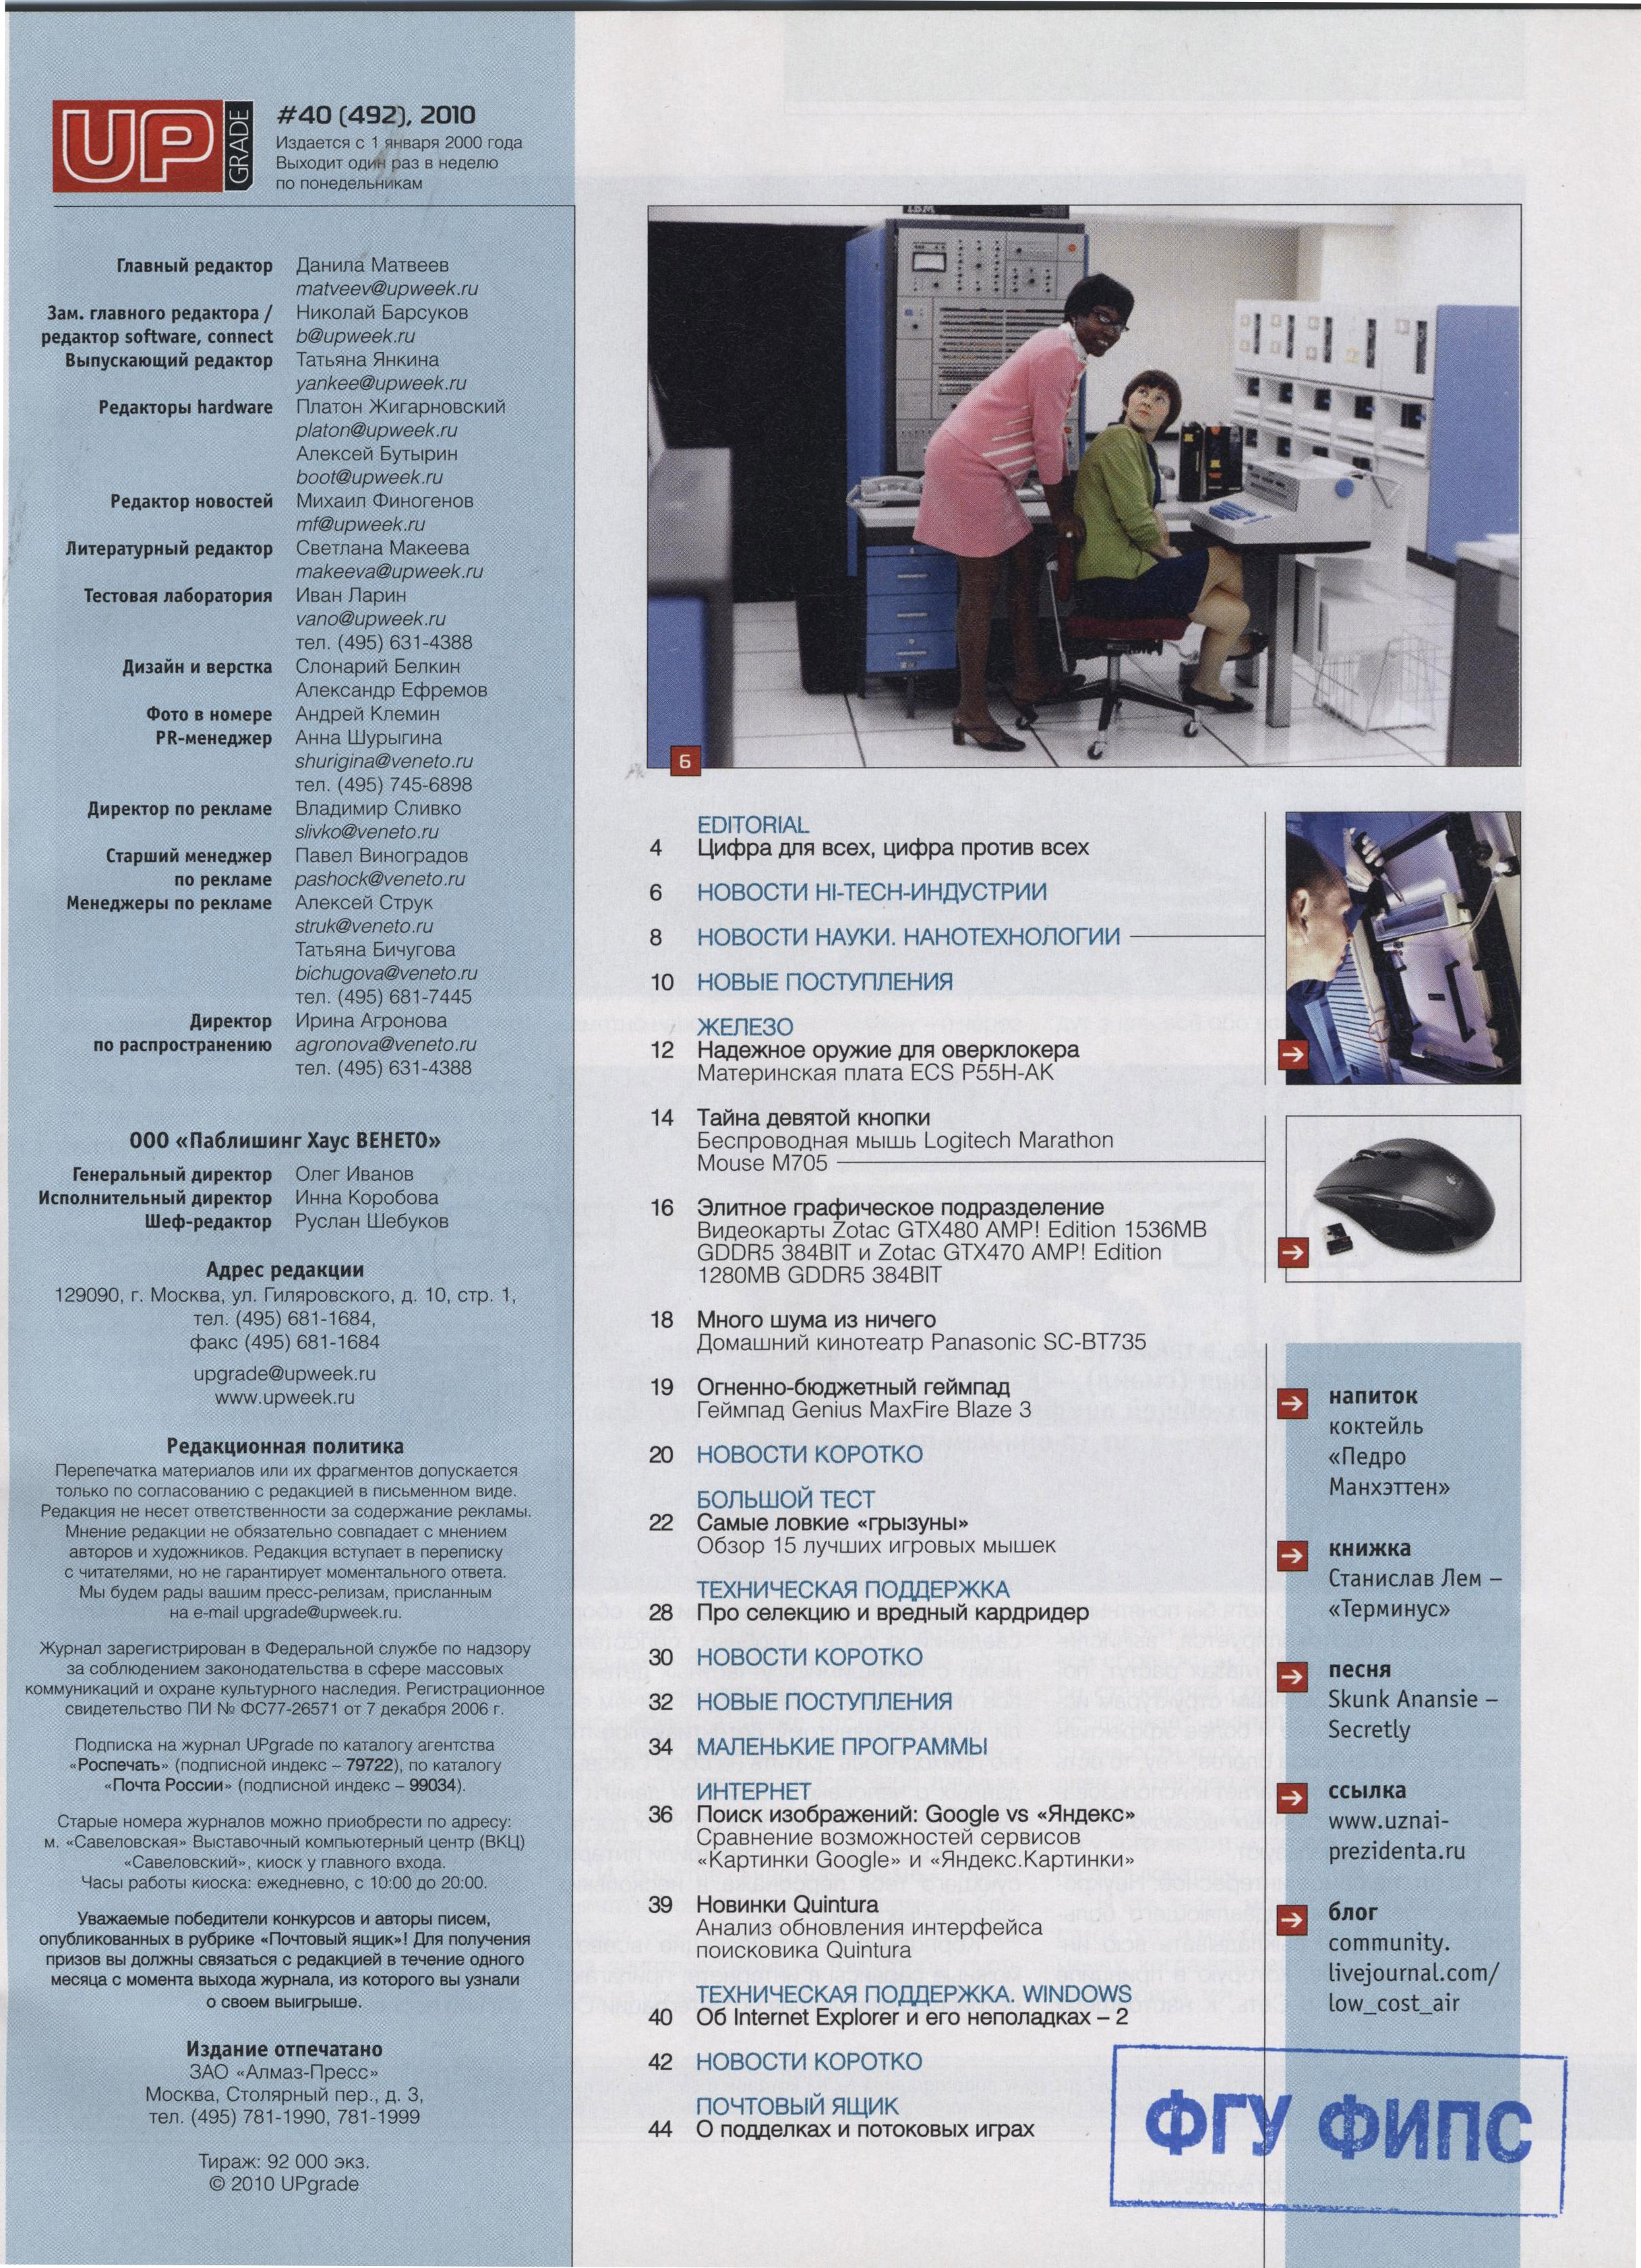 UP GRADE
#40 (492), 2010
Издается с 1 января 2000 года
Выходит один раз в неделю
по понедельникам
Главный редактор Данила Матвеев
matveev@upweek.ru
Зам. главного редактора / Николай Барсуков
редактор software, connect b@upweek.ru
Выпускающий редактор Татьяна Янкина
yankee@upweek.ru
Редакторы hardware Платон Жигарновский
platon@upweek.ru
Алексей Бутырин
boot@upweek.ru
Редактор новостей Михаил Финогенов
mf@upweek.ru
Литературный редактор Светлана Макеева
makeeva@upweek.ru
Тестовая лаборатория Иван Ларин
vano@upweek.ru
тел. (495) 631-4388
Дизайн и верстка Слонарий Белкин
Александр Ефремов
Фото в номере Андрей Клемин
PR-менеджер Анна Шурыгина
shurigina@veneto.ru
тел. (495) 745-6898
Директор по рекламе Владимир Сливко
slivko@veneto.ru
Старший менеджер Павел Виноградов
по рекламе pashock@veneto.ru
Менеджеры по рекламе Алексей Струк
struk@veneto.ru
Татьяна Бичугова
bichugova@veneto.ru
тел. (495) 681-7445
Директор Ирина Агронова
по распространению agronova@veneto.ru
тел. (495) 631-4388
ООО «Паблишинг Хаус ВЕНЕТО»
Генеральный директор Олег Иванов
Исполнительный директор Инна Коробова
Шеф-редактор Руслан Шебуков
Адрес редакции
129090, г. Москва, ул. Гиляровского, д. 10, стр. 1,
тел. (495) 681-1684,
факс (495) 681-1684
upgrade@upweek.ru
www.upweek.ru
Редакционная политика
Перепечатка материалов или их фрагментов допускается
только по согласованию с редакцией в письменном виде.
Редакция не несет ответственности за содержание рекламы.
Мнение редакции не обязательно совпадает с мнением
авторов и художников. Редакция вступает в переписку
с читателями, но не гарантирует моментального ответа.
Мы будем рады вашим пресс-релизам, присланным
на e-mail upgrade@upweek.ru.
Журнал зарегистрирован в Федеральной службе по надзору
за соблюдением законодательства в сфере массовых
коммуникаций и охране культурного наследия. Регистрационное
свидетельство ПИ № ФС77-26571 от 7 декабря 2006 г.
Подписка на журнал UPgrade по каталогу агентства
«Роспечать» (подписной индекс – 79722), по каталогу
«Почта России» (подписной индекс – 99034).
Старые номера журналов можно приобрести по адресу:
м. «Савеловская» Выставочный компьютерный центр (ВКЦ)
«Савеловский», киоск у главного входа.
Часы работы киоска: ежедневно, с 10:00 до 20:00.
Уважаемые победители конкурсов и авторы писем,
опубликованных в рубрике «Почтовый ящик»! Для получения
призов вы должны связаться с редакцией в течение одного
месяца с момента выхода журнала, из которого вы узнали
о своем выигрыше.
Издание отпечатано
ЗАО «Алмаз-Пресс»
Москва, Столярный пер., д. 3,
тел. (495) 781-1990, 781-1999
Тираж: 92 000 экз.
© 2010 UPgrade
IBM
6
EDITORIAL
4 Цифра для всех, цифра против всех
6 НОВОСТИ HI-TECH-ИНДУСТРИИ
8 НОВОСТИ НАУКИ. НАНОТЕХНОЛОГИИ
10 НОВЫЕ ПОСТУПЛЕНИЯ
ЖЕЛЕЗО
12 Надежное оружие для оверклокера
Материнская плата ECS P55H-AK
14 Тайна девятой кнопки
Беспроводная мышь Logitech Marathon
Mouse M705
16 Элитное графическое подразделение
Видеокарты Zotac GTX480 AMP! Edition 1536MB
GDDR5 384BIT и Zotac GTX470 AMP! Edition
1280MB GDDR5 384BIT
18 Много шума из ничего
Домашний кинотеатр Panasonic SC-BT735
19 Огненно-бюджетный геймпад
Геймпад Genius MaxFire Blaze 3
20 НОВОСТИ КОРОТКО
БОЛЬШОЙ ТЕСТ
22 Самые ловкие «грызуны»
Обзор 15 лучших игровых мышек
ТЕХНИЧЕСКАЯ ПОДДЕРЖКА
28 Про селекцию и вредный кардридер
30 НОВОСТИ КОРОТКО
32 НОВЫЕ ПОСТУПЛЕНИЯ
34 МАЛЕНЬКИЕ ПРОГРАММЫ
ИНТЕРНЕТ
36 Поиск изображений: Google vs «Яндекс»
Сравнение возможностей сервисов
«Картинки Google» и «Яндекс.Картинки»
39 Новинки Quintura
Анализ обновления интерфейса
поисковика Quintura
ТЕХНИЧЕСКАЯ ПОДДЕРЖКА. WINDOWS
40 Об Internet Explorer и его неполадках – 2
42 НОВОСТИ КОРОТКО
ПОЧТОВЫЙ ЯЩИК
44 О подделках и потоковых играх
напиток
коктейль
«Педро
Манхэттен»
книжка
Станислав Лем –
«Терминус»
песня
Skunk Anansie –
Secretly
ссылка
www.uznai-
prezidenta.ru
блог
community.
livejournal.com/
low_cost_air
ФГУ ФИПС